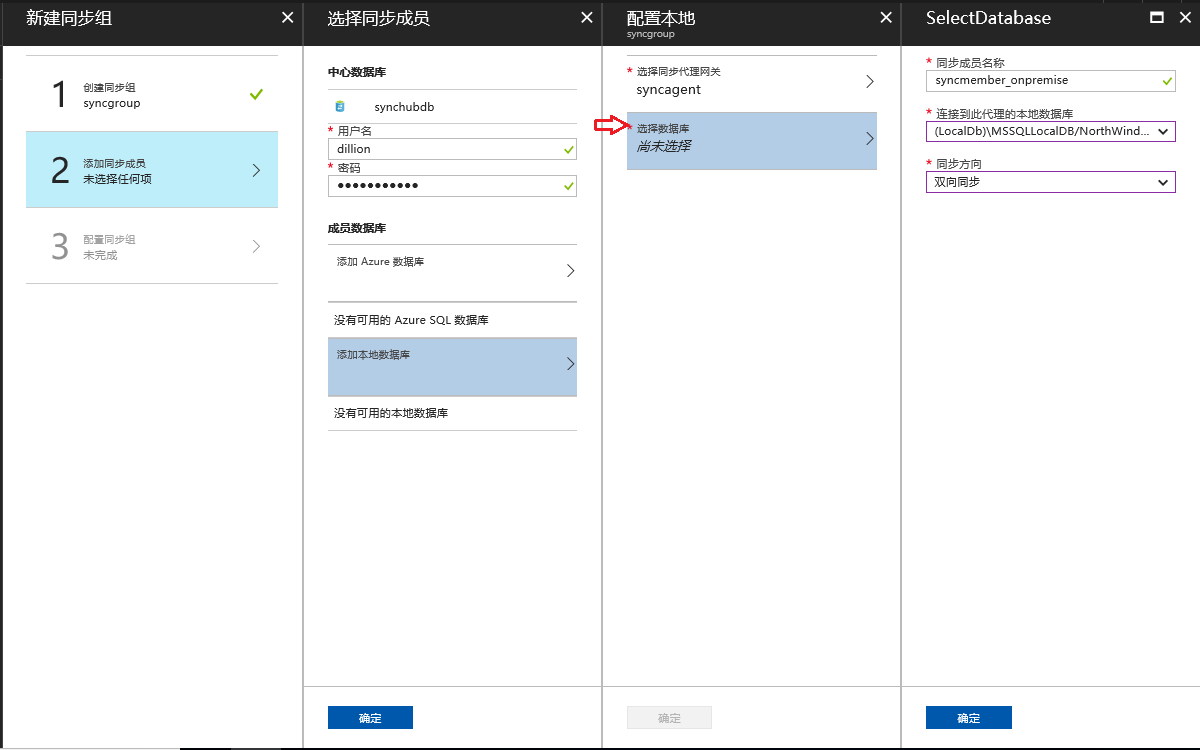 新建同步组
1
创建同步组
syncgroup
2
添加同步成员
未选择任何项
3
配置同步组
未完成
选择同步成员
中心数据库
synchubdb
* 用户名
dillion
* 密码
●●●●●●●●●●●
成员数据库
添加 Azure 数据库
没有可用的 Azure SQL 数据库
添加本地数据库
没有可用的本地数据库
确定
配置本地
syncgroup
* 选择同步代理网关
syncagent
* 选择数据库
尚未选择
确定
SelectDatabase
* 同步成员名称
syncmember_onpremise
* 连接到此代理的本地数据库
(LocalDb)\MSSQLLocalDB/NorthWind...
* 同步方向
双向同步
确定